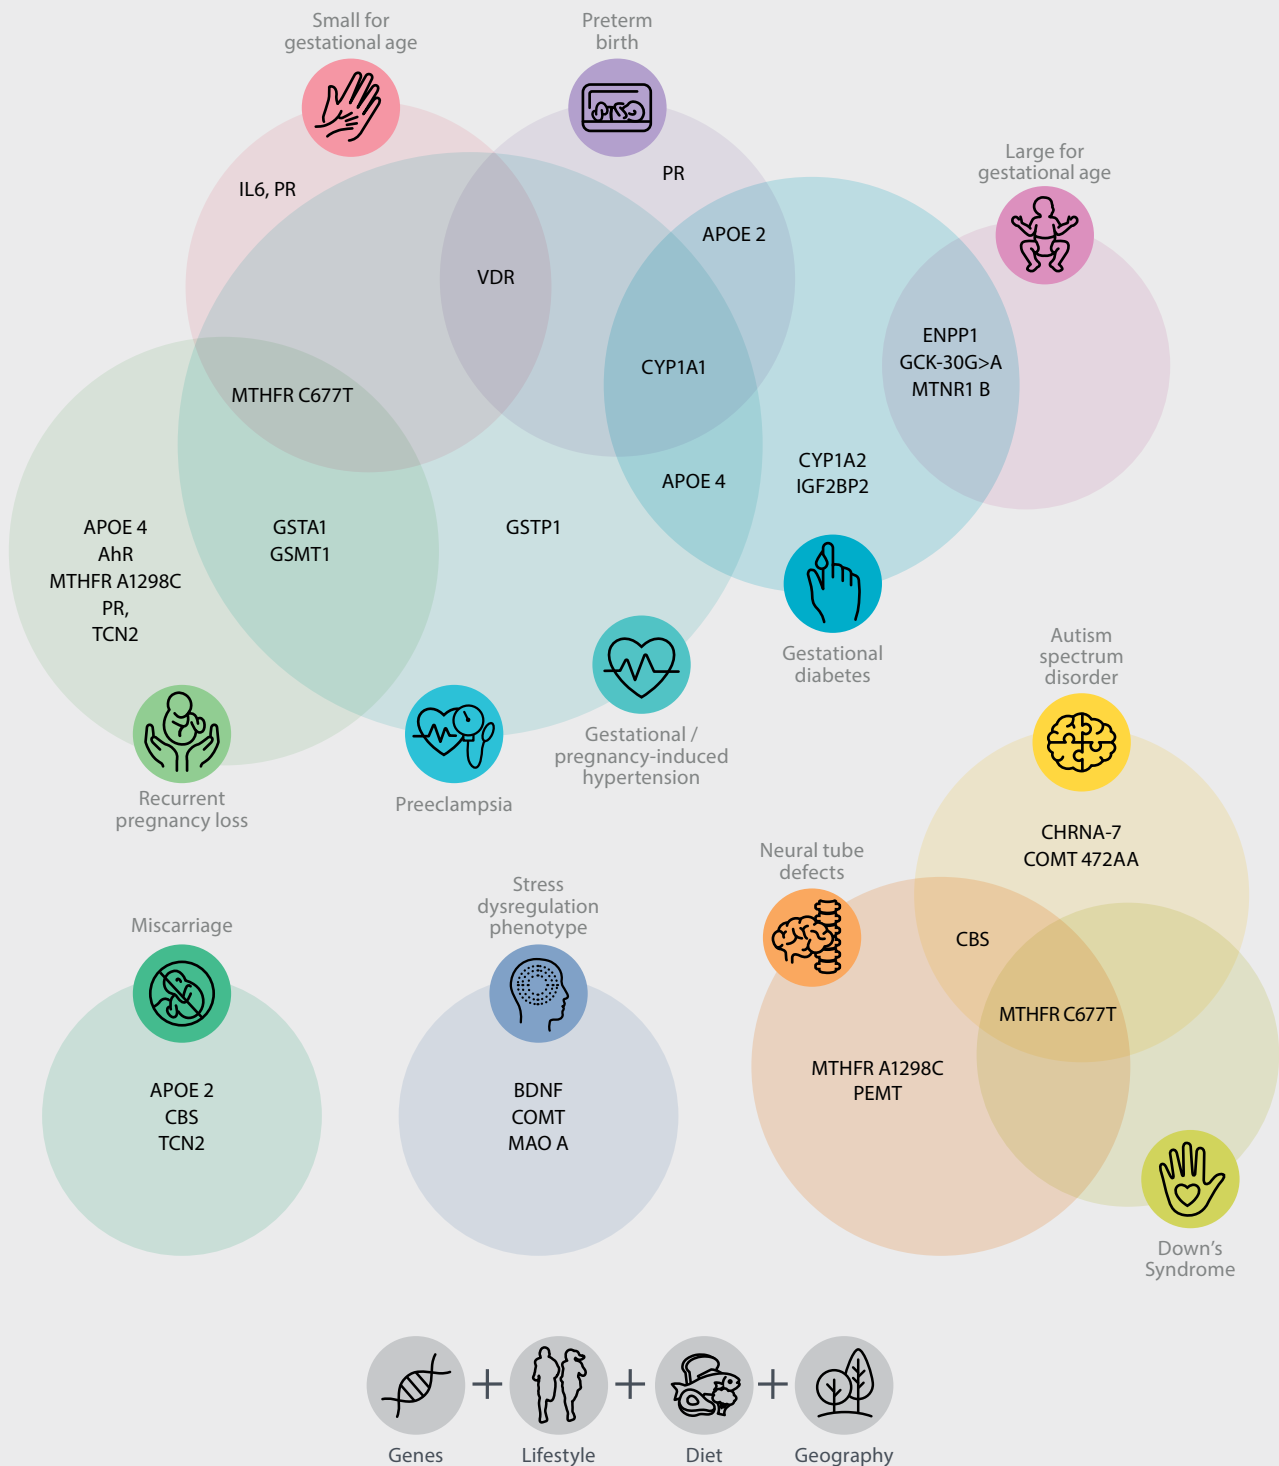 Small for
gestational age
Preterm
birth
Large for
gestational age
IL6, PR
PR
APOE 2
VDR
ENPP1
GCK-30G>A
MTNR1 B
CYP1A1
MTHFR C677T
CYP1A2
IGF2BP2
APOE 4
GSTP1
GSTA1
GSMT1
APOE 4
AhR
MTHFR A1298C
PR,
TCN2
Gestational
diabetes
Gestational /
pregnancy-induced
hypertension
Preeclampsia
Recurrent
pregnancy loss
Autism
spectrum
disorder
CHRNA-7
COMT 472AA
Neural tube
defects
CBS
MTHFR C677T
MTHFR A1298C
PEMT
Down's
Syndrome
Miscarriage
APOE 2
CBS
TCN2
Stress
dysregulation
phenotype
BDNF
COMT
MAO A
Genes
+
Lifestyle
+
Diet
+
Geography